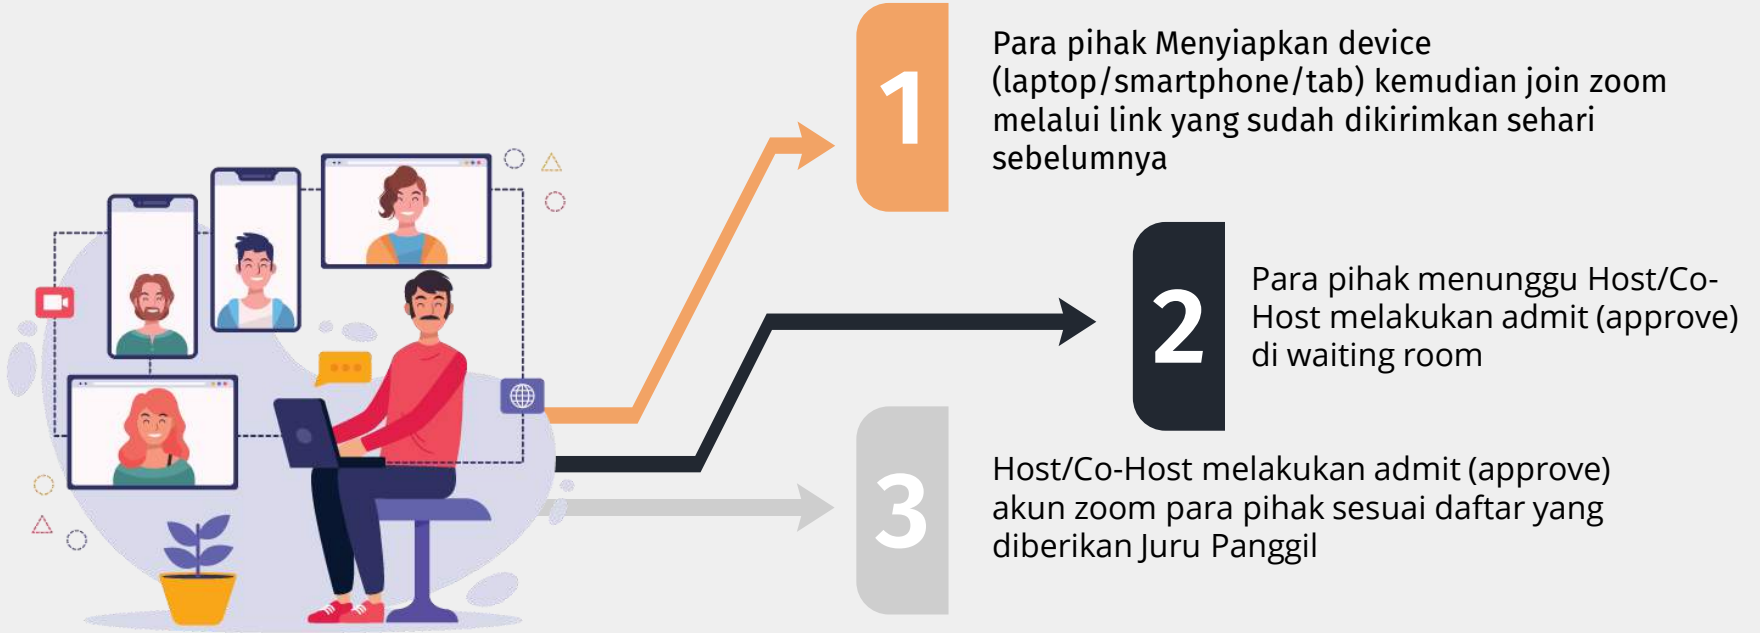 1
Para pihak Menyiapkan device
(laptop/smartphone/tab) kemudian join zoom
melalui link yang sudah dikirimkan sehari
sebelumnya
2
Para pihak menunggu Host/Co-
Host melakukan admit (approve)
di waiting room
3
Host/Co-Host melakukan admit (approve)
akun zoom para pihak sesuai daftar yang
diberikan Juru Panggil